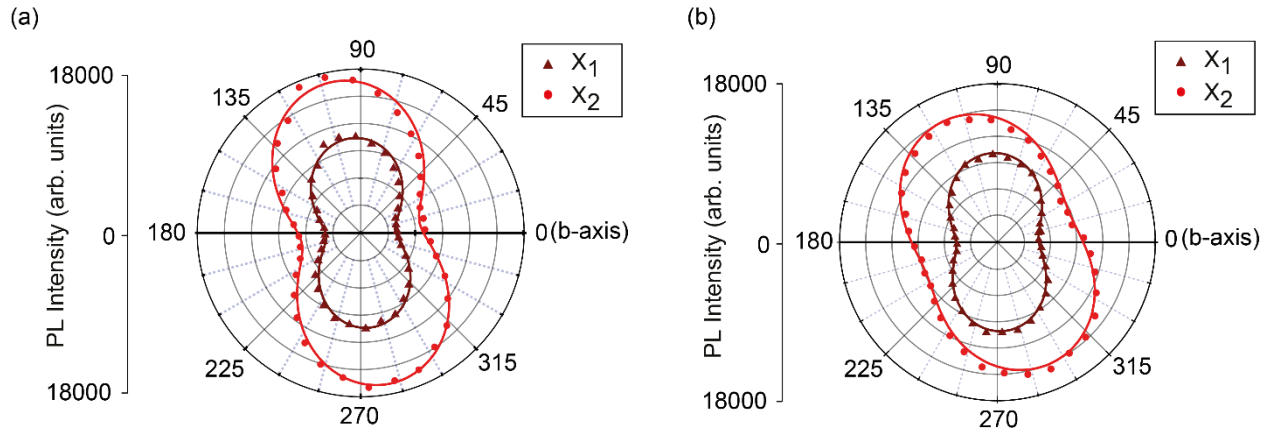 (a)
PL Intensity (arb. units)
18000
0
18000
90
45
0 (b-axis)
315
270
225
180
135
X1
X2
(b)
PL Intensity (arb. units)
18000
0
18000
90
45
0 (b-axis)
315
270
225
180
135
X1
X2